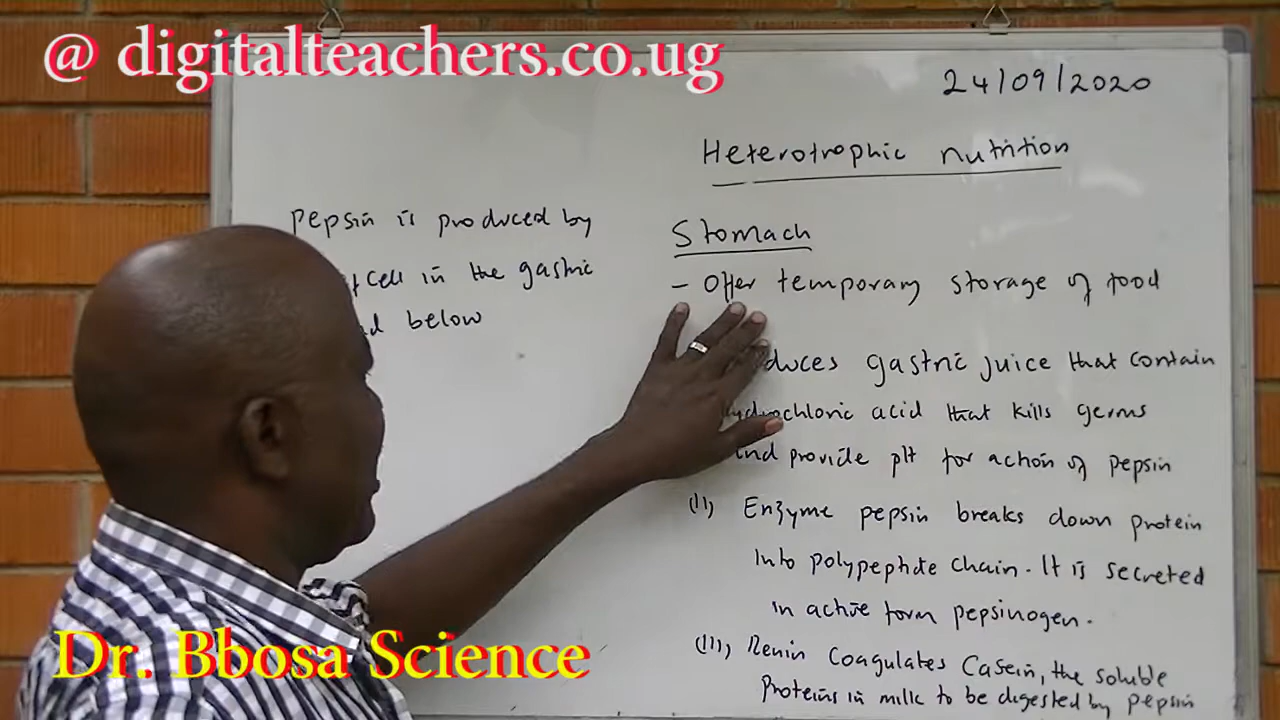 @ digitalteachers.co.ug
24/09/2020
Heterotrophic nutrition
pepsin is produced by
cell in the gastric
below
Stomach
- Offer temporary storage of food
gastric juice that contain
acid that kills germs
provide pH for action of pepsin
(II) Enzyme pepsin breaks down protein
Into polypeptide chain. It is secreted
in active form pepsinogen.
(III) Renin coagulates Casein, the soluble
Proteins in milk to be digested by pepsin
Dr. Bbosa Science